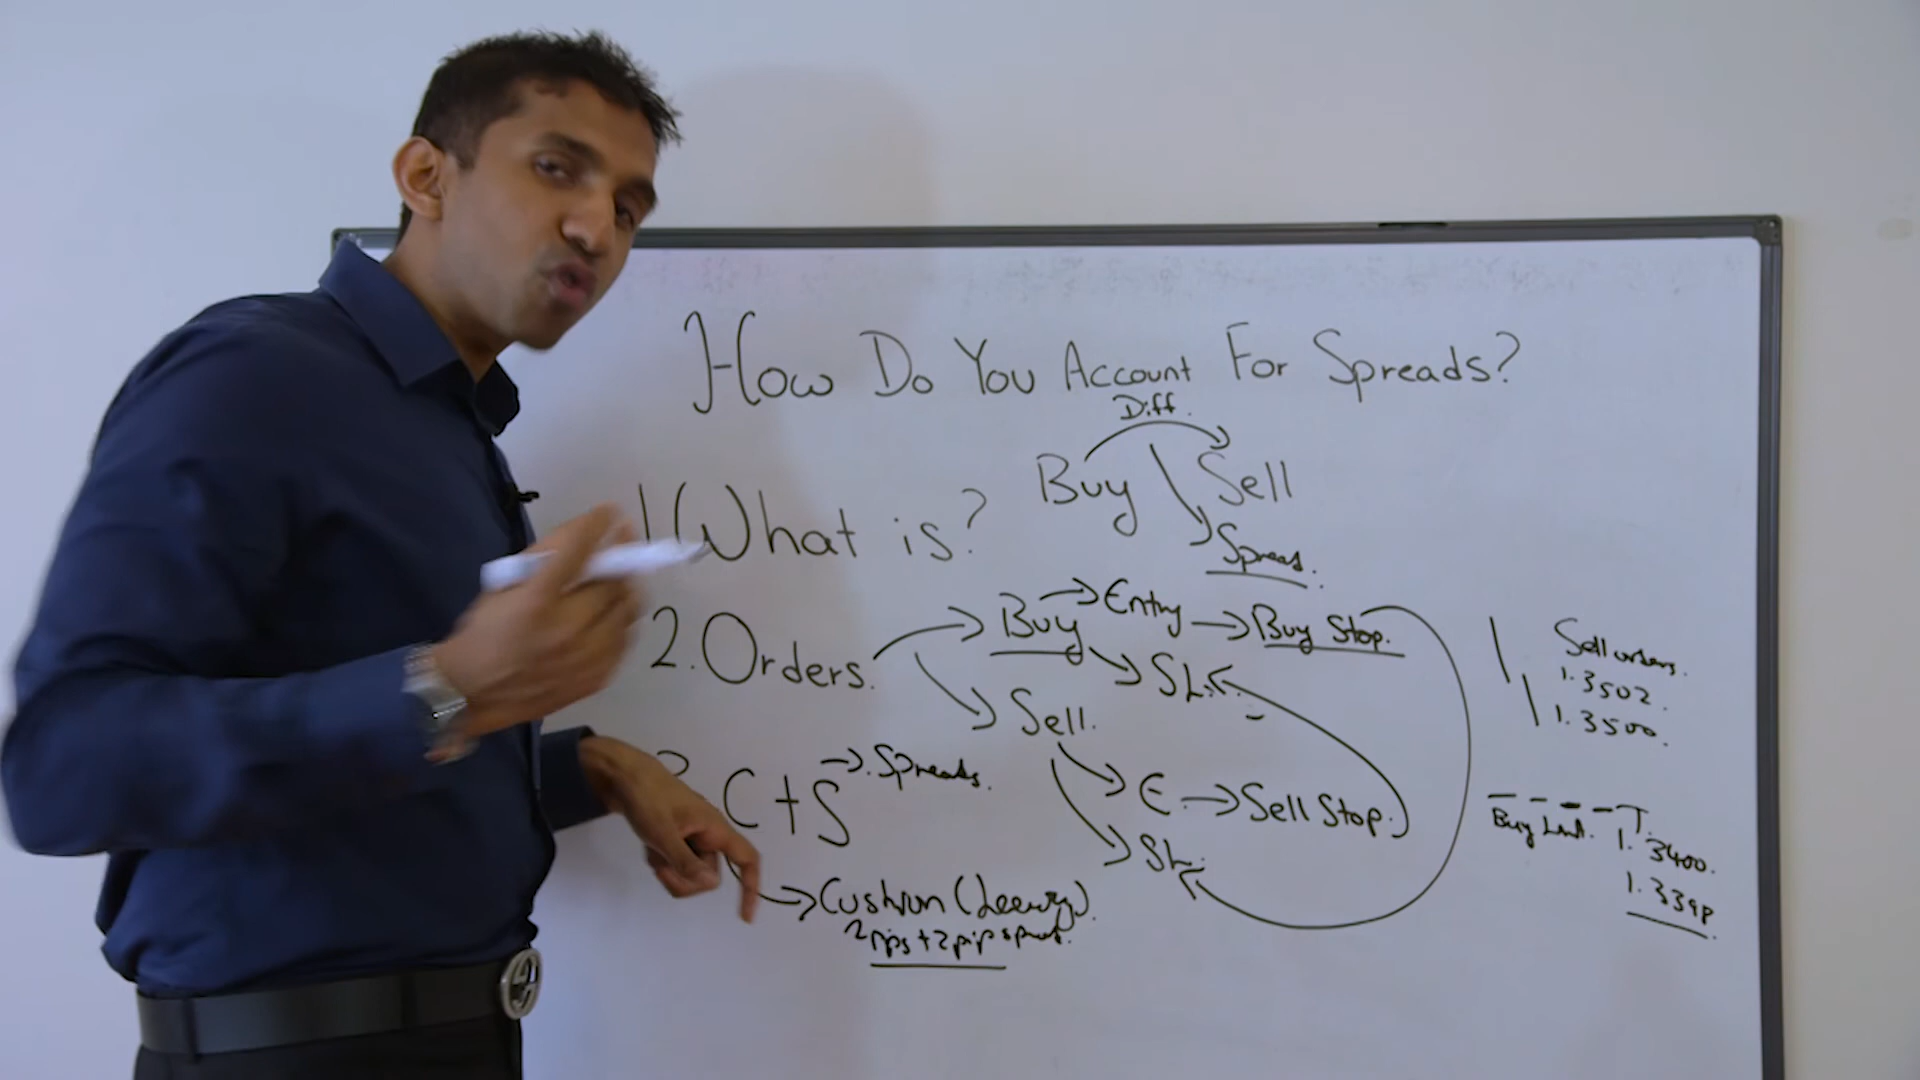 How Do You Account For Spreads?
Diff.
Buy Sell
1 What is?
Spread.
Buy → Entry → Buy Stop.
2. Orders.
SL.
Sell.
Sell orders.
1.3502.
1.3500.
C + S → Spreads.
E. → Sell Stop.
SL.
Buy Limit. 1.3400.
1.3398
→ Cushion (Leeway).
2 pips + 2 pip spread.